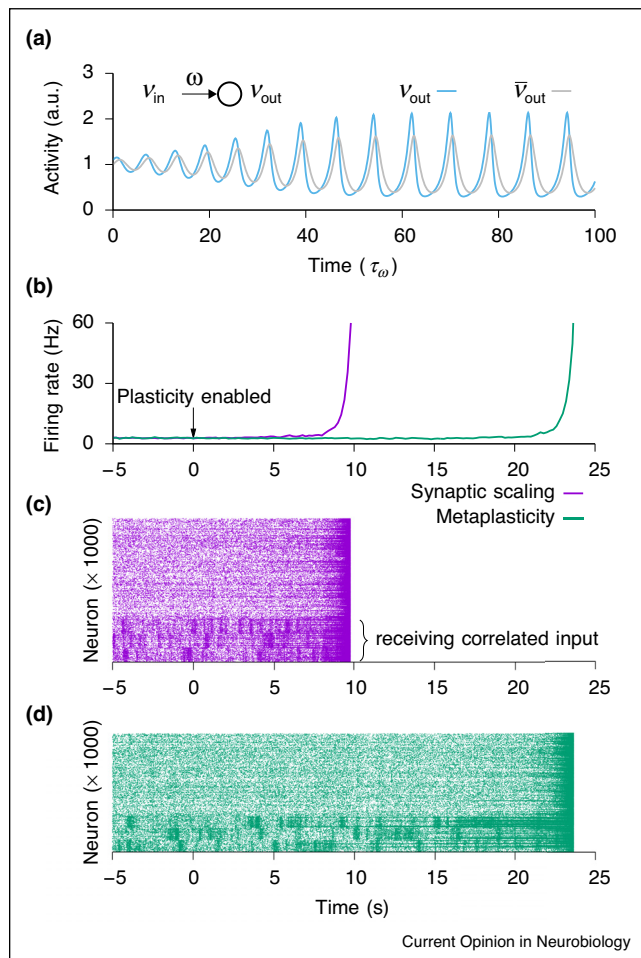 (a)
3
2
1
0
Activity (a.u.)
ν_in ω ν_out
ν_out
ν̅_out
0 20 40 60 80 100
Time (τ_ω)
(b)
60
30
0
Firing rate (Hz)
Plasticity enabled
−5 0 5 10 15 20 25
Synaptic scaling
Metaplasticity
(c)
Neuron (× 1000)
receiving correlated input
−5 0 5 10 15 20 25
(d)
Neuron (× 1000)
−5 0 5 10 15 20 25
Time (s)
Current Opinion in Neurobiology